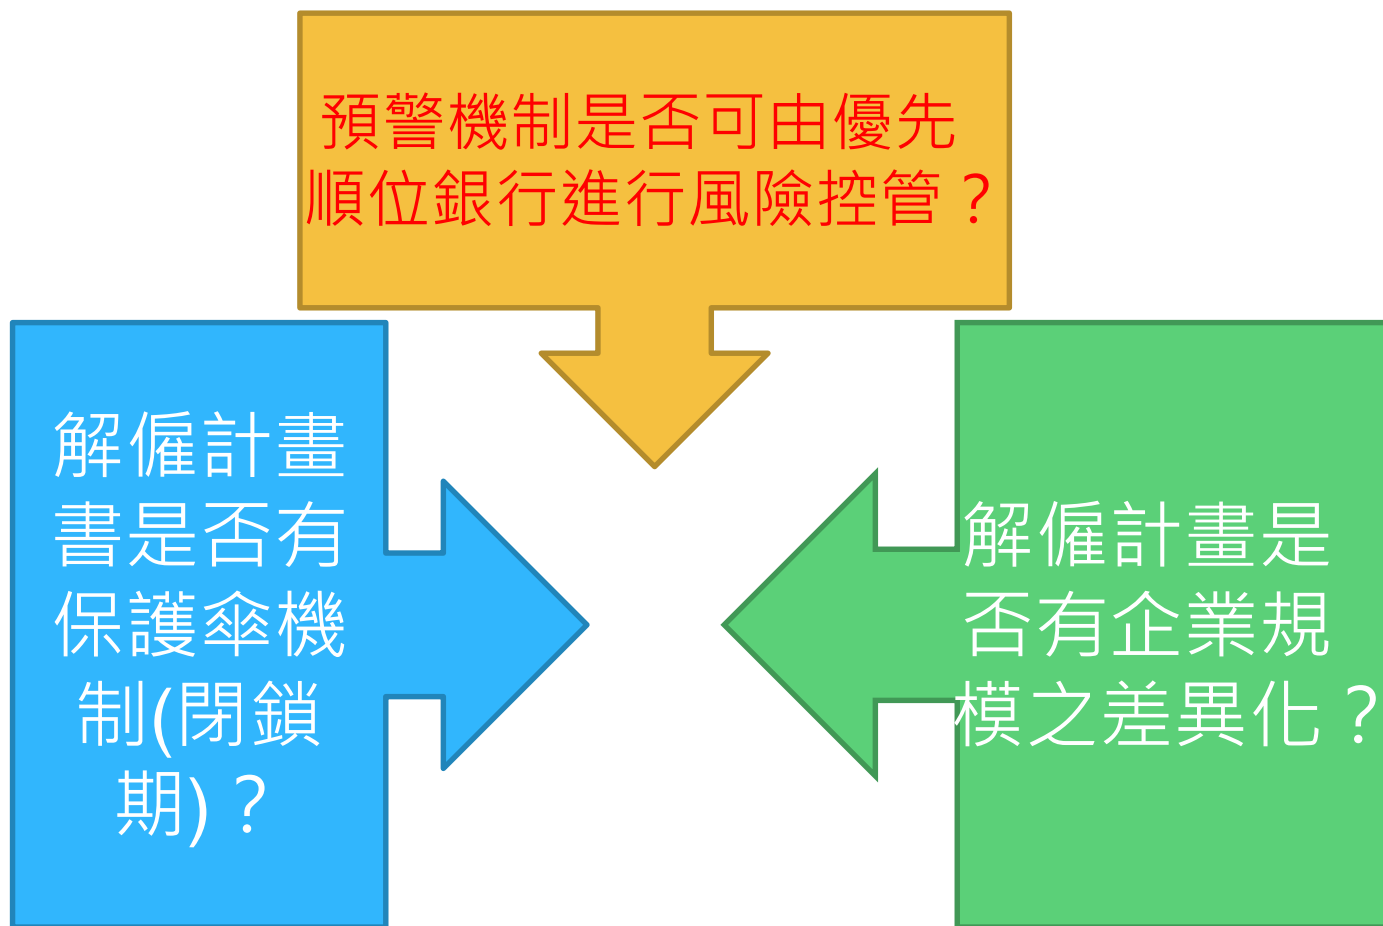 預警機制是否可由優先
順位銀行進行風險控管？
解僱計畫
書是否有
保護傘機
制(閉鎖
期)？
解僱計畫是
否有企業規
模之差異化？